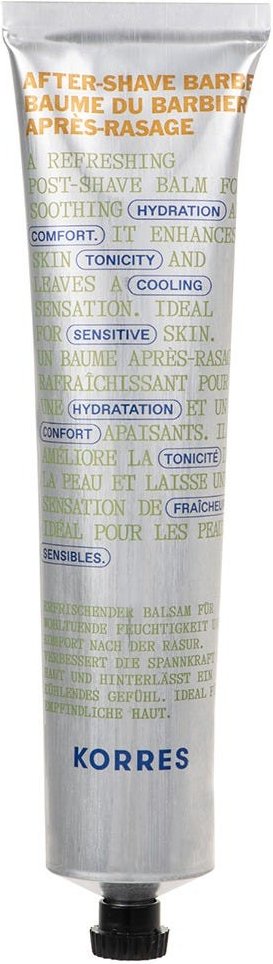 AFTER-SHAVE BARBE
BAUME DU BARBIER
APRÈS-RASAGE
A REFRESHING
POST-SHAVE BALM FO
SOOTHING HYDRATION A
COMFORT. IT ENHANCES
SKIN TONICITY AND
LEAVES A COOLING
SENSATION. IDEAL
FOR SENSITIVE SKIN.
UN BAUME APRÈS-RASAG
RAFRAÎCHISSANT POUR
UNE HYDRATATION ET UN
CONFORT APAISANTS. IL
AMÉLIORE LA TONICITÉ
LA PEAU ET LAISSE UN
SENSATION DE FRAÎCHEUR
IDÉAL POUR LES PEAU
SENSIBLES.
ERFRISCHENDER BALSAM FÜR
WOHLTUENDE FEUCHTIGKEIT U
KOMFORT NACH DER RASUR.
VERBESSERT DIE SPANNKRAFT
HAUT UND HINTERLÄSST EIN
KÜHLENDES GEFÜHL. IDEAL F
EMPFINDLICHE HAUT.
KORRES